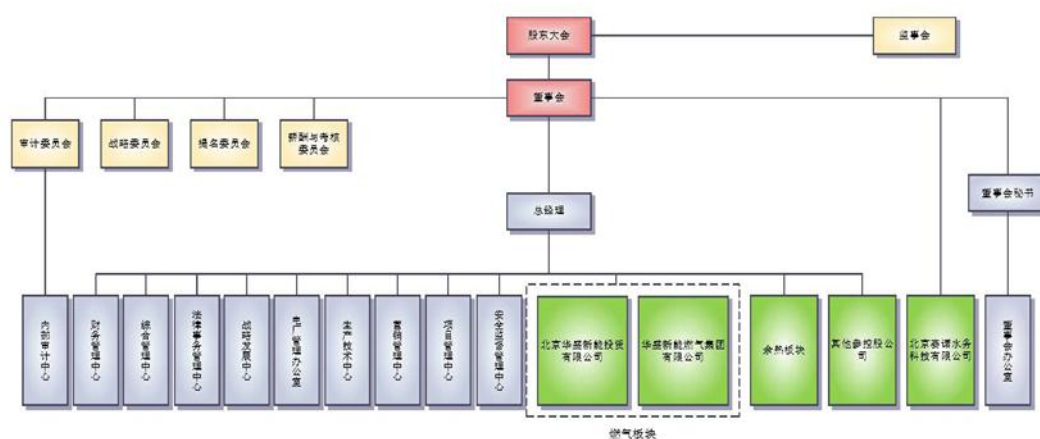 股东大会
监事会
董事会
审计委员会
战略委员会
提名委员会
薪酬与考核
委员会
董事会秘书
总经理
内部审计中心
财务管理中心
综合管理中心
法律事务管理中心
战略发展中心
电厂管理办公室
生产技术中心
营销管理中心
项目管理中心
安全监督管理中心
北京华盛新能投资
有限公司
华盛新能燃气集团
有限公司
余热板块
其他参控股公司
北京赛诺水务
科技有限公司
董事会办公室
燃气板块